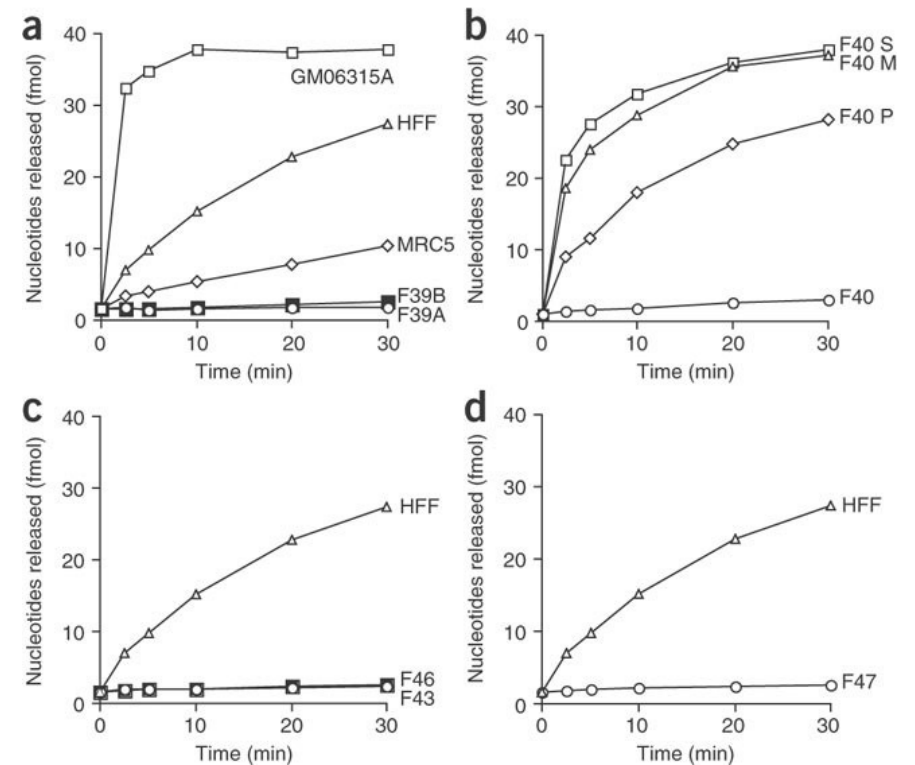 a
Nucleotides released (fmol)
40
30
20
10
0
GM06315A
HFF
MRC5
F39B
F39A
0 10 20 30
Time (min)
b
Nucleotides released (fmol)
40
30
20
10
0
F40 S
F40 M
F40 P
F40
0 10 20 30
Time (min)
c
Nucleotides released (fmol)
40
30
20
10
0
HFF
F46
F43
0 10 20 30
Time (min)
d
Nucleotides released (fmol)
40
30
20
10
0
HFF
F47
0 10 20 30
Time (min)